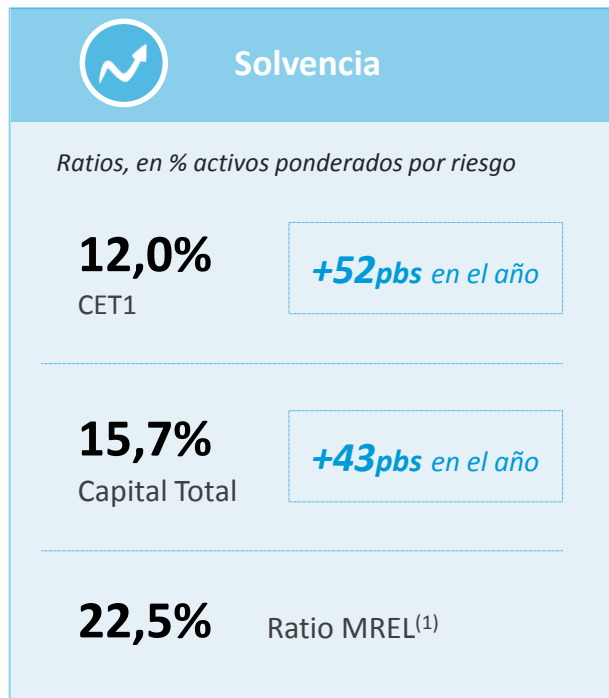 Solvencia
Ratios, en % activos ponderados por riesgo
12,0%
CET1
+52pbs en el año
15,7%
Capital Total
+43pbs en el año
22,5% Ratio MREL(1)